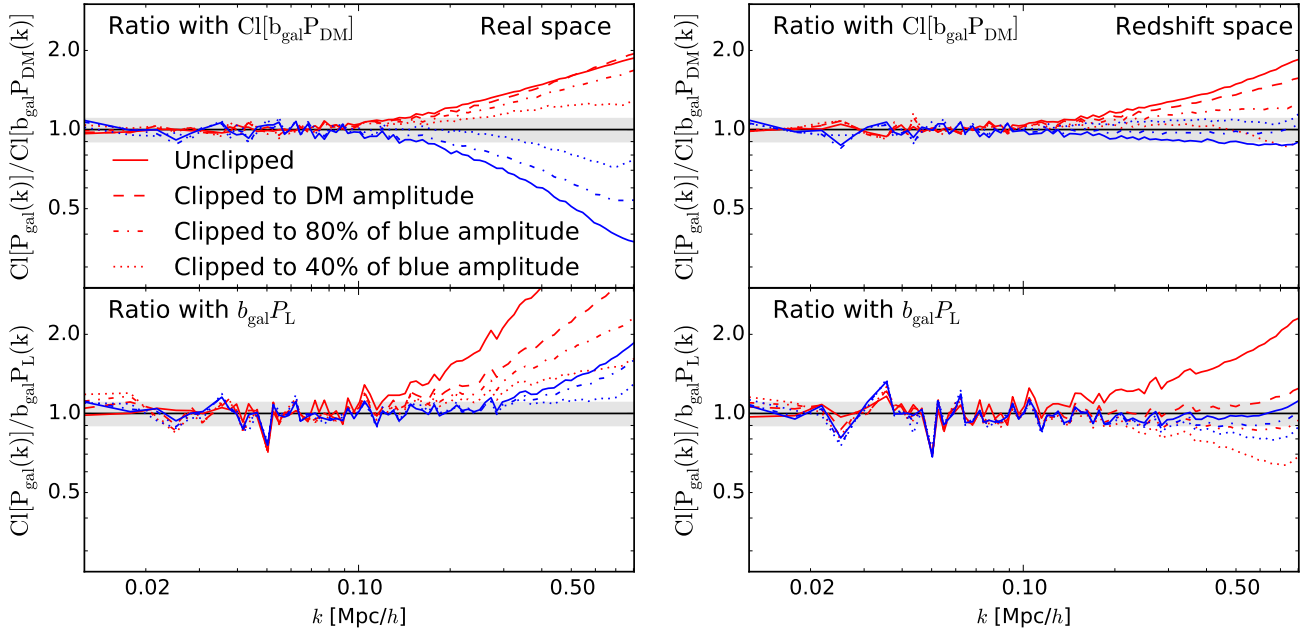 Ratio with Cl[b_gal P_DM]
Real space
Cl[P_gal(k)]/Cl[b_gal P_DM(k)]
2.0
1.0
0.5
Unclipped
Clipped to DM amplitude
Clipped to 80% of blue amplitude
Clipped to 40% of blue amplitude
Ratio with Cl[b_gal P_DM]
Redshift space
Cl[P_gal(k)]/Cl[b_gal P_DM(k)]
2.0
1.0
0.5
Ratio with b_gal P_L
Cl[P_gal(k)]/b_gal P_L(k)
2.0
1.0
0.5
0.02
0.10
0.50
k [Mpc/h]
Ratio with b_gal P_L
Cl[P_gal(k)]/b_gal P_L(k)
2.0
1.0
0.5
0.02
0.10
0.50
k [Mpc/h]